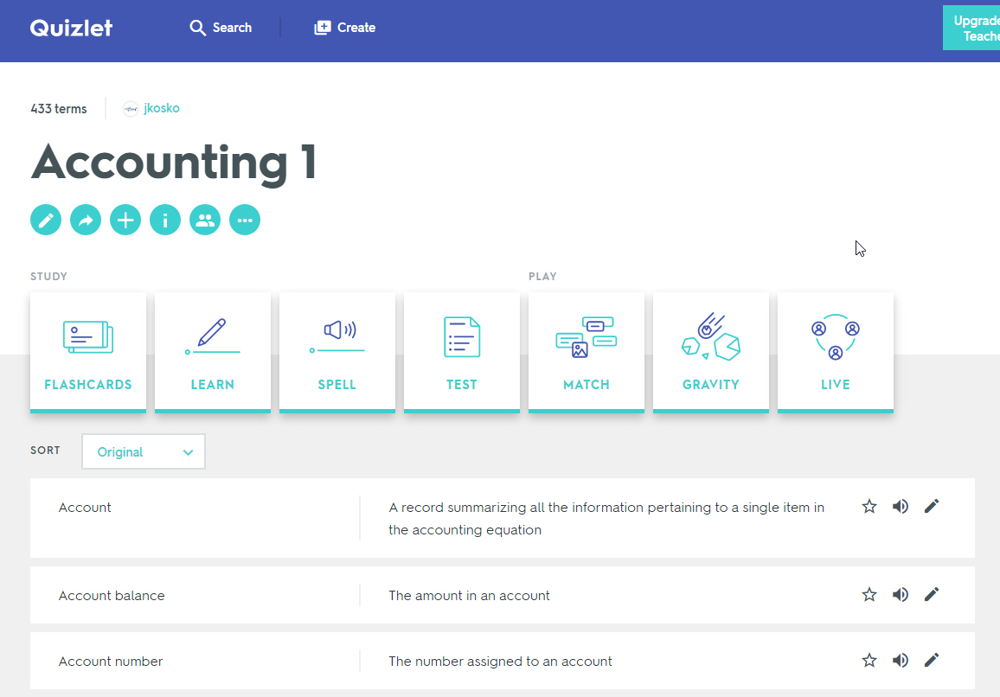 Quizlet
Search
Create
Upgrade
Teache
433 terms
jkosko
Accounting 1
STUDY
PLAY
FLASHCARDS
LEARN
SPELL
TEST
MATCH
GRAVITY
LIVE
SORT
Original
Account
A record summarizing all the information pertaining to a single item in
the accounting equation
Account balance
The amount in an account
Account number
The number assigned to an account